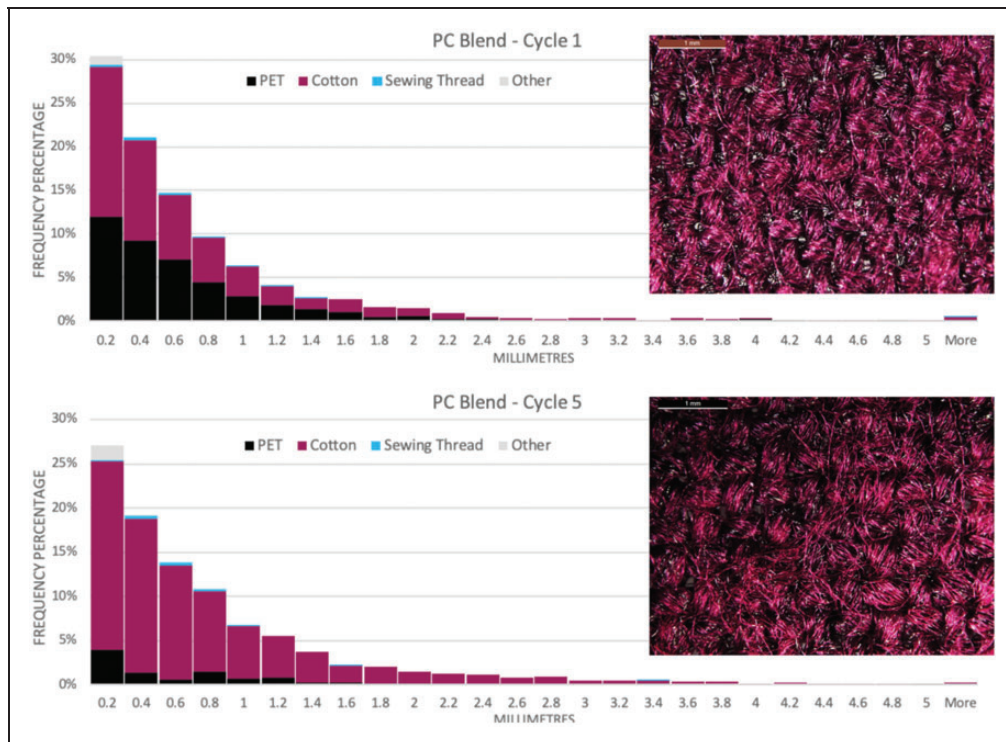 PC Blend - Cycle 1
1 mm
30%
PET Cotton Sewing Thread Other
25%
20%
15%
10%
5%
0%
FREQUENCY PERCENTAGE
0.2 0.4 0.6 0.8 1 1.2 1.4 1.6 1.8 2 2.2 2.4 2.6 2.8 3 3.2 3.4 3.6 3.8 4 4.2 4.4 4.6 4.8 5 More
MILLIMETRES
PC Blend - Cycle 5
1 mm
30%
PET Cotton Sewing Thread Other
25%
20%
15%
10%
5%
0%
FREQUENCY PERCENTAGE
0.2 0.4 0.6 0.8 1 1.2 1.4 1.6 1.8 2 2.2 2.4 2.6 2.8 3 3.2 3.4 3.6 3.8 4 4.2 4.4 4.6 4.8 5 More
MILLIMETRES